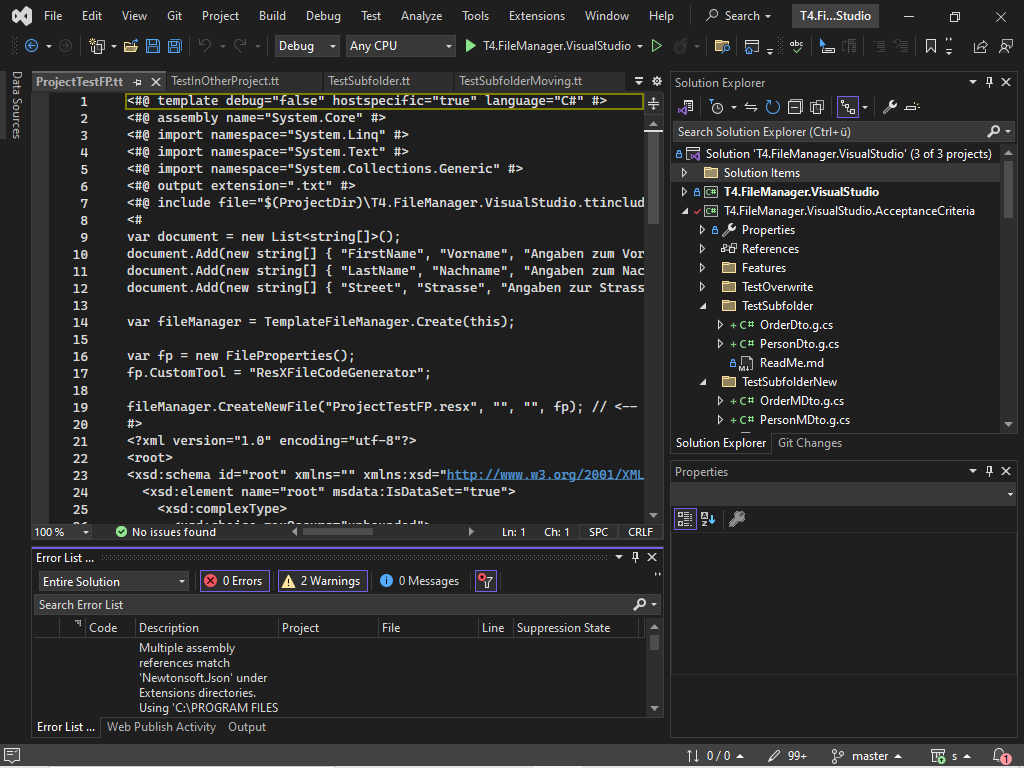 File Edit View Git Project Build Debug Test Analyze Tools Extensions Window Help Search T4.Fi...Studio
Debug Any CPU T4.FileManager.VisualStudio
Data Sources
ProjectTestFP.tt TestInOtherProject.tt TestSubfolder.tt TestSubfolderMoving.tt
1 <#@ template debug="false" hostspecific="true" language="C#" #>
2 <#@ assembly name="System.Core" #>
3 <#@ import namespace="System.Linq" #>
4 <#@ import namespace="System.Text" #>
5 <#@ import namespace="System.Collections.Generic" #>
6 <#@ output extension=".txt" #>
7 <#@ include file="$(ProjectDir)\T4.FileManager.VisualStudio.ttinclud
8 <#
9 var document = new List<string[]>();
10 document.Add(new string[] { "FirstName", "Vorname", "Angaben zum Vor
11 document.Add(new string[] { "LastName", "Nachname", "Angaben zum Nac
12 document.Add(new string[] { "Street", "Strasse", "Angaben zur Strass
13
14 var fileManager = TemplateFileManager.Create(this);
15
16 var fp = new FileProperties();
17 fp.CustomTool = "ResXFileCodeGenerator";
18
19 fileManager.CreateNewFile("ProjectTestFP.resx", "", "", fp); // <--
20 #>
21 <?xml version="1.0" encoding="utf-8"?>
22 <root>
23 <xsd:schema id="root" xmlns="" xmlns:xsd="http://www.w3.org/2001/XML
24 <xsd:element name="root" msdata:IsDataSet="true">
25 <xsd:complexType>
100 % No issues found Ln: 1 Ch: 1 SPC CRLF
Error List ...
Entire Solution 0 Errors 2 Warnings 0 Messages
Search Error List
Code Description Project File Line Suppression State
Multiple assembly
references match
'Newtonsoft.Json' under
Extensions directories.
Using 'C:\PROGRAM FILES
Error List ... Web Publish Activity Output
Solution Explorer
Search Solution Explorer (Ctrl+ü)
Solution 'T4.FileManager.VisualStudio' (3 of 3 projects)
Solution Items
C# T4.FileManager.VisualStudio
C# T4.FileManager.VisualStudio.AcceptanceCriteria
Properties
References
Features
TestOverwrite
TestSubfolder
C# OrderDto.g.cs
C# PersonDto.g.cs
ReadMe.md
TestSubfolderNew
C# OrderMDto.g.cs
C# PersonMDto.g.cs
Solution Explorer Git Changes
Properties
0 / 0 99+ master s 1